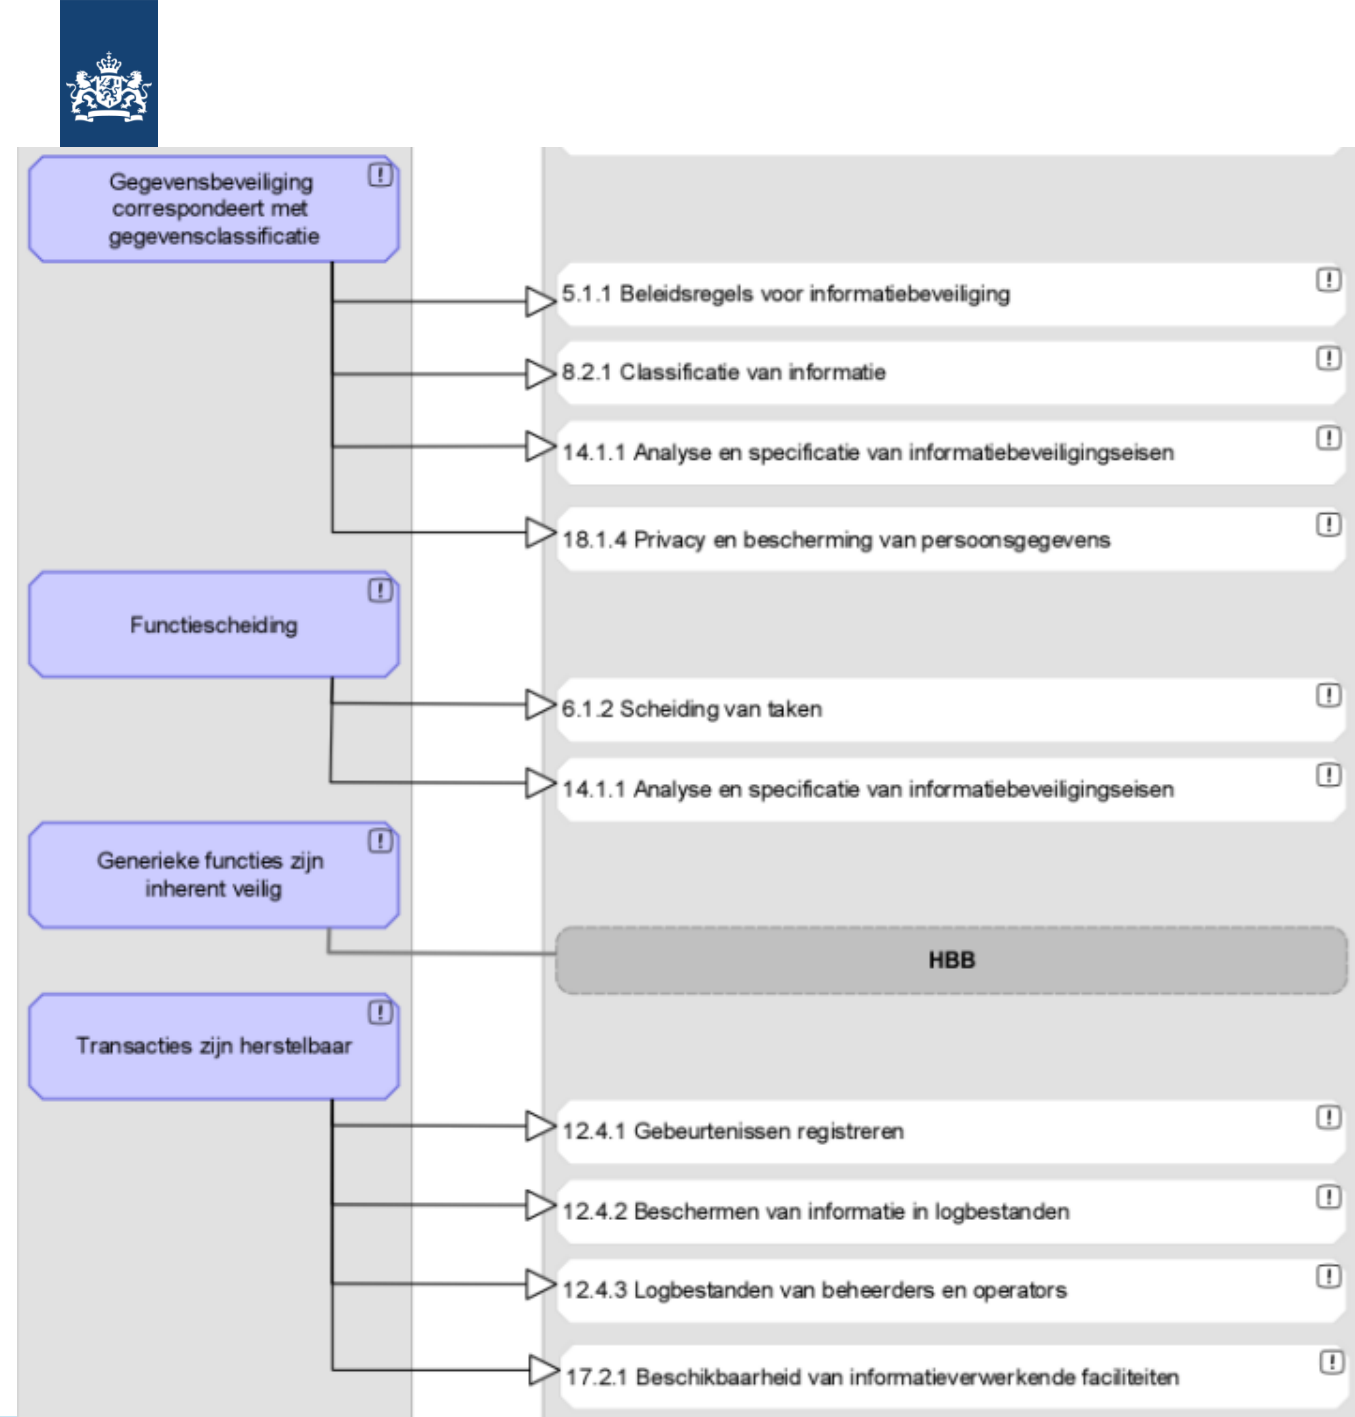 Gegevensbeveiliging
correspondeert met
gegevensclassificatie
5.1.1 Beleidsregels voor informatiebeveiliging
8.2.1 Classificatie van informatie
14.1.1 Analyse en specificatie van informatiebeveiligingseisen
18.1.4 Privacy en bescherming van persoonsgegevens
Functiescheiding
6.1.2 Scheiding van taken
14.1.1 Analyse en specificatie van informatiebeveiligingseisen
Generieke functies zijn
inherent veilig
HBB
Transacties zijn herstelbaar
12.4.1 Gebeurtenissen registreren
12.4.2 Beschermen van informatie in logbestanden
12.4.3 Logbestanden van beheerders en operators
17.2.1 Beschikbaarheid van informatieverwerkende faciliteiten